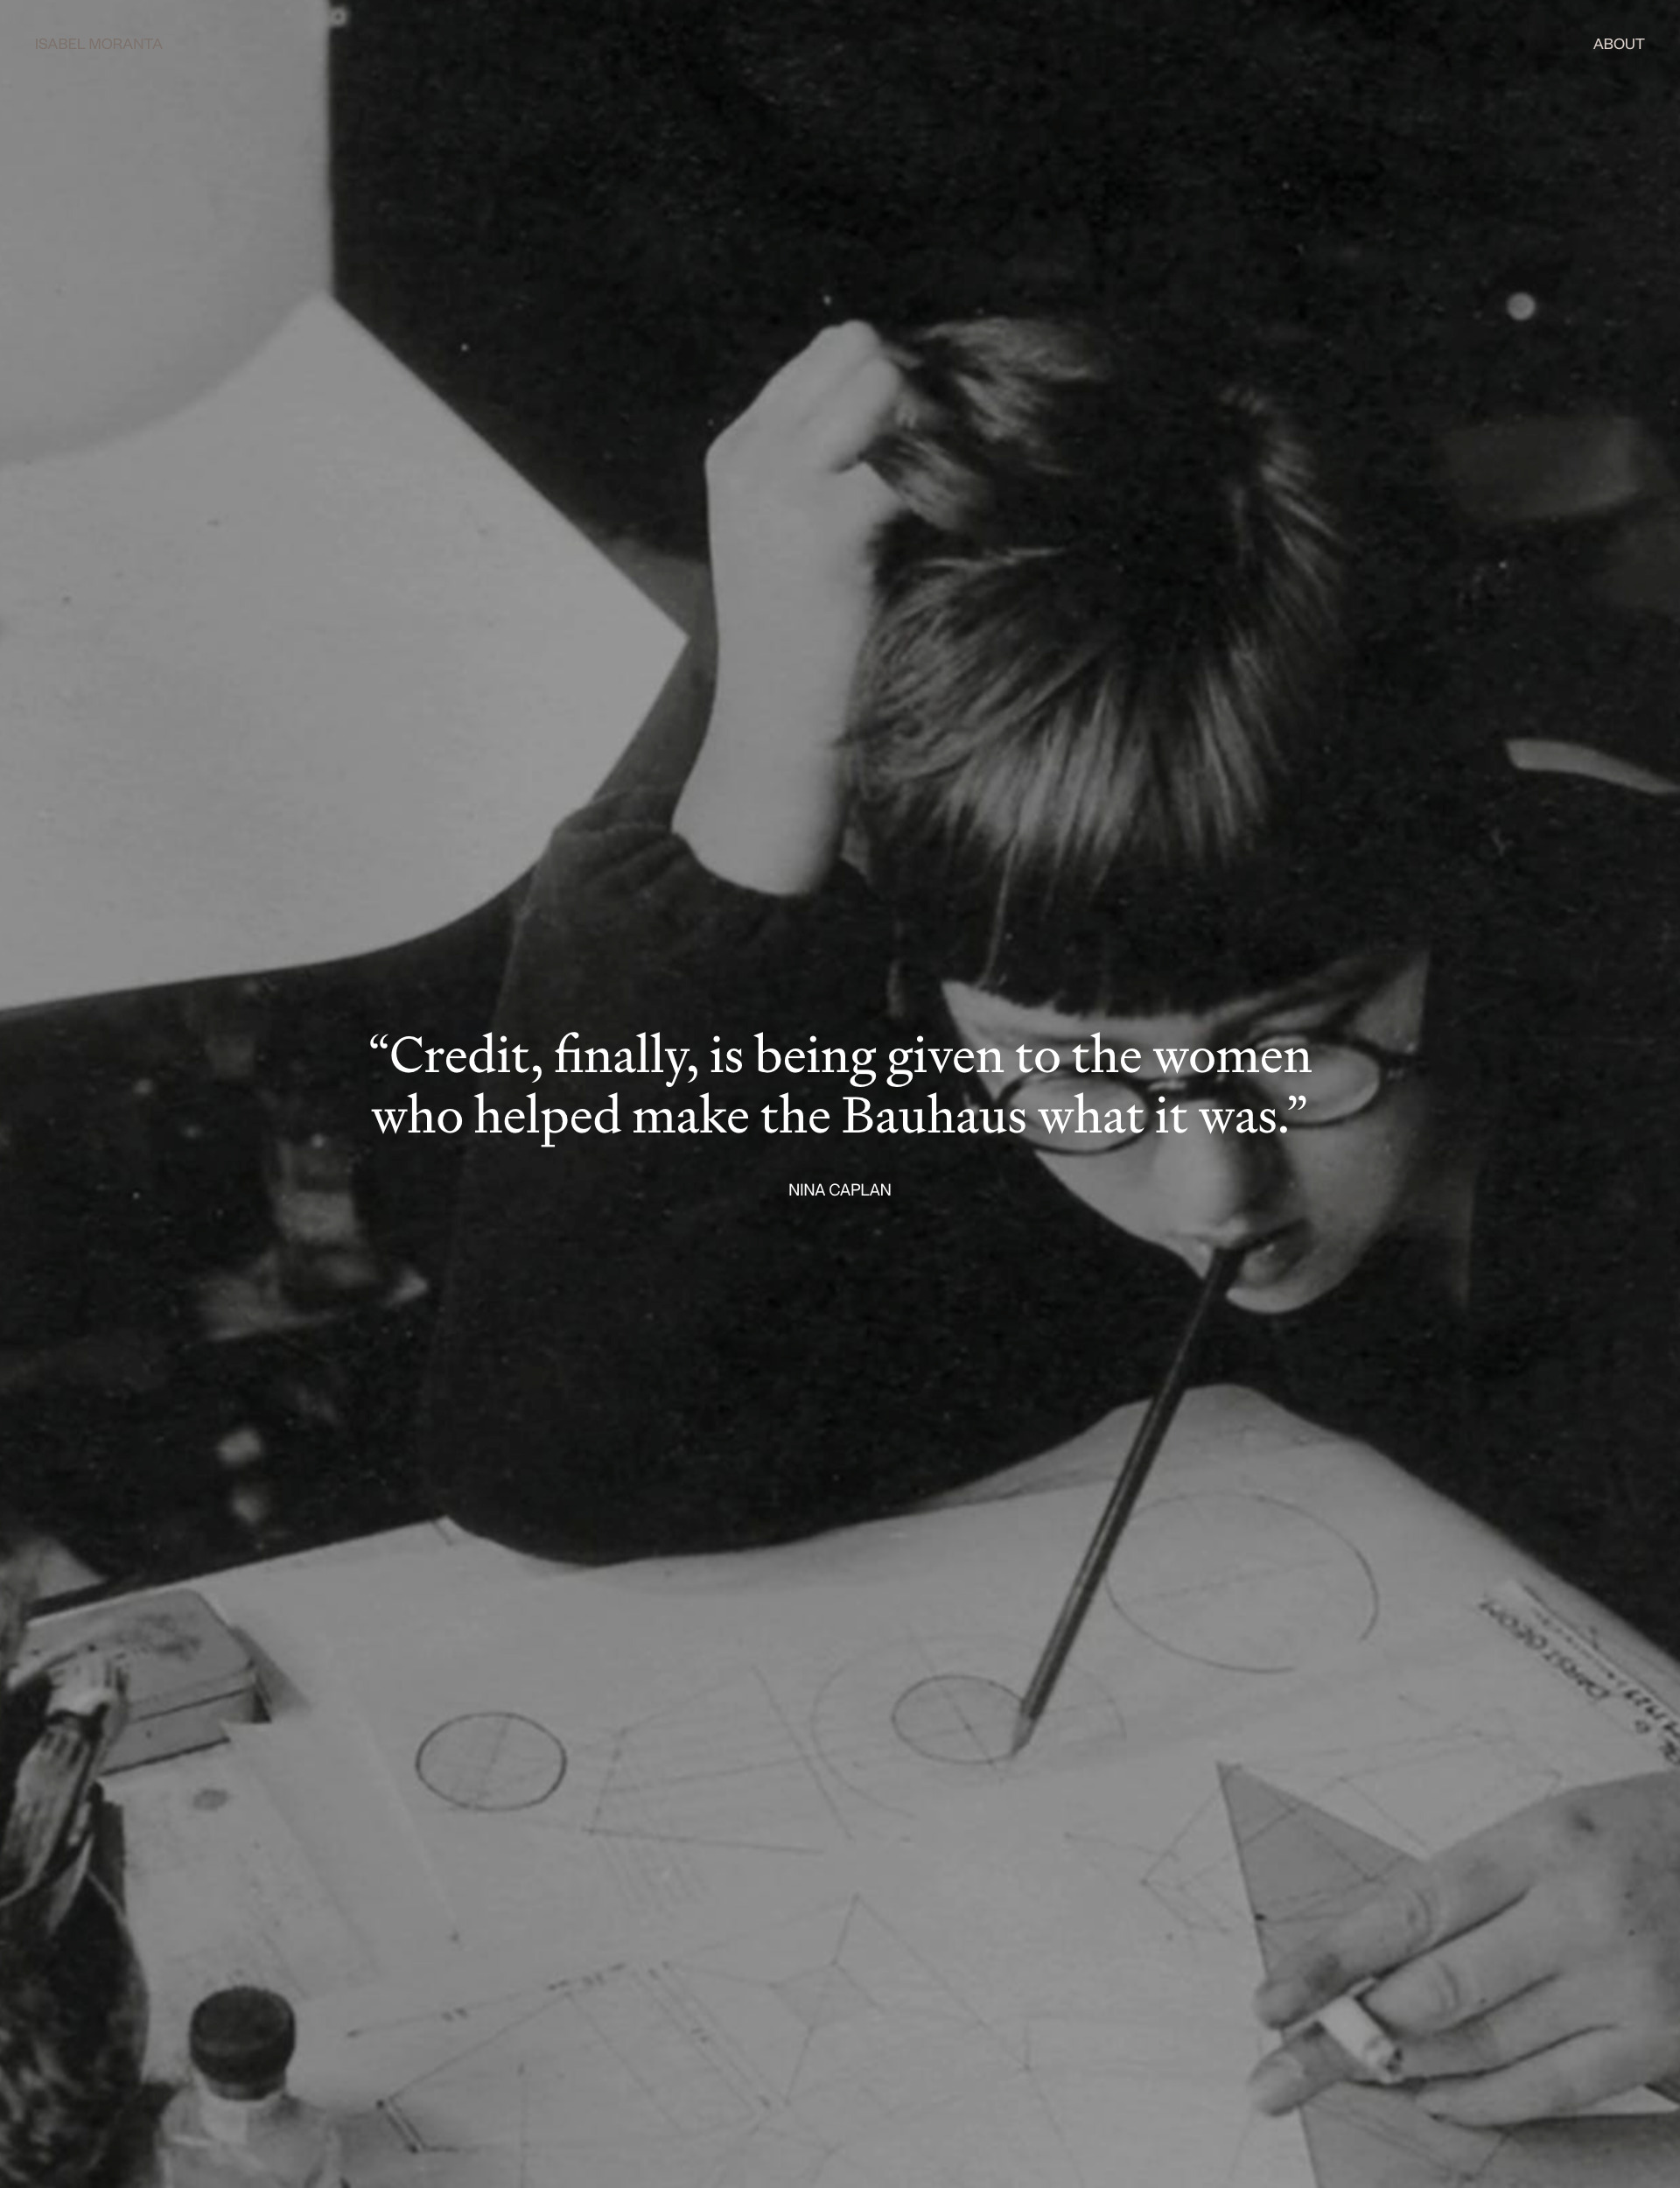 ISABEL MORANTA
ABOUT
“Credit, finally, is being given to the women
who helped make the Bauhaus what it was.”
NINA CAPLAN